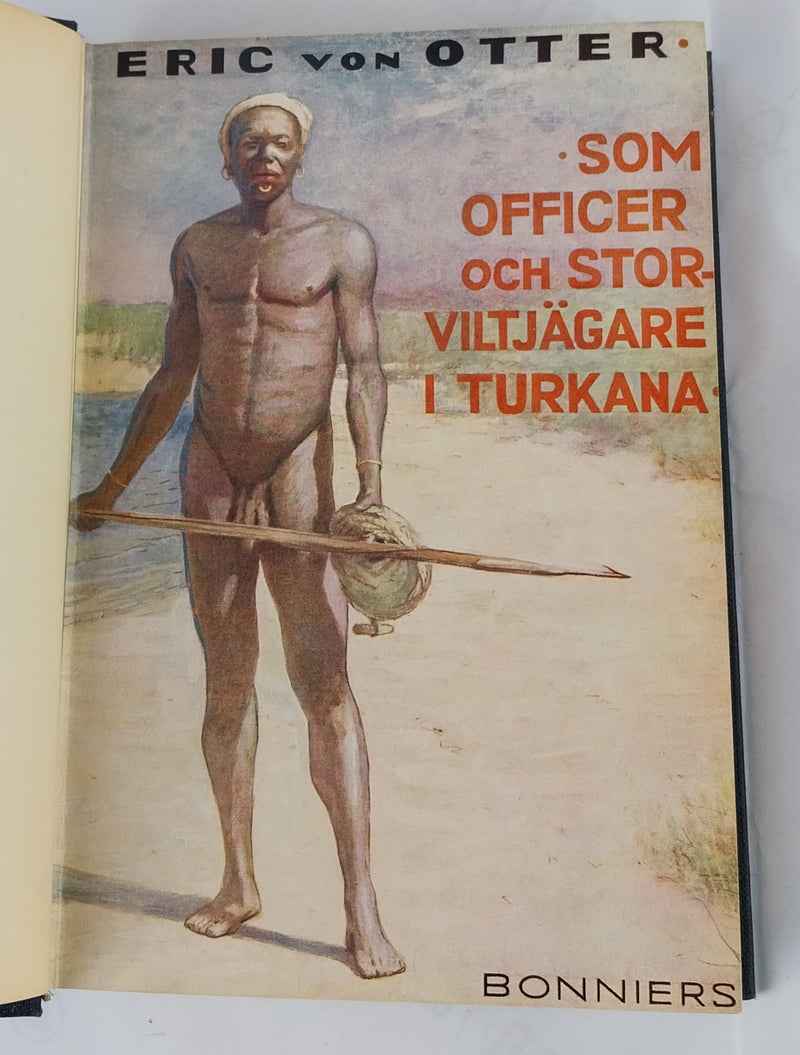 ERIC VON OTTER·
·SOM
OFFICER
OCH STOR-
VILTJÄGARE
I TURKANA·
BONNIERS